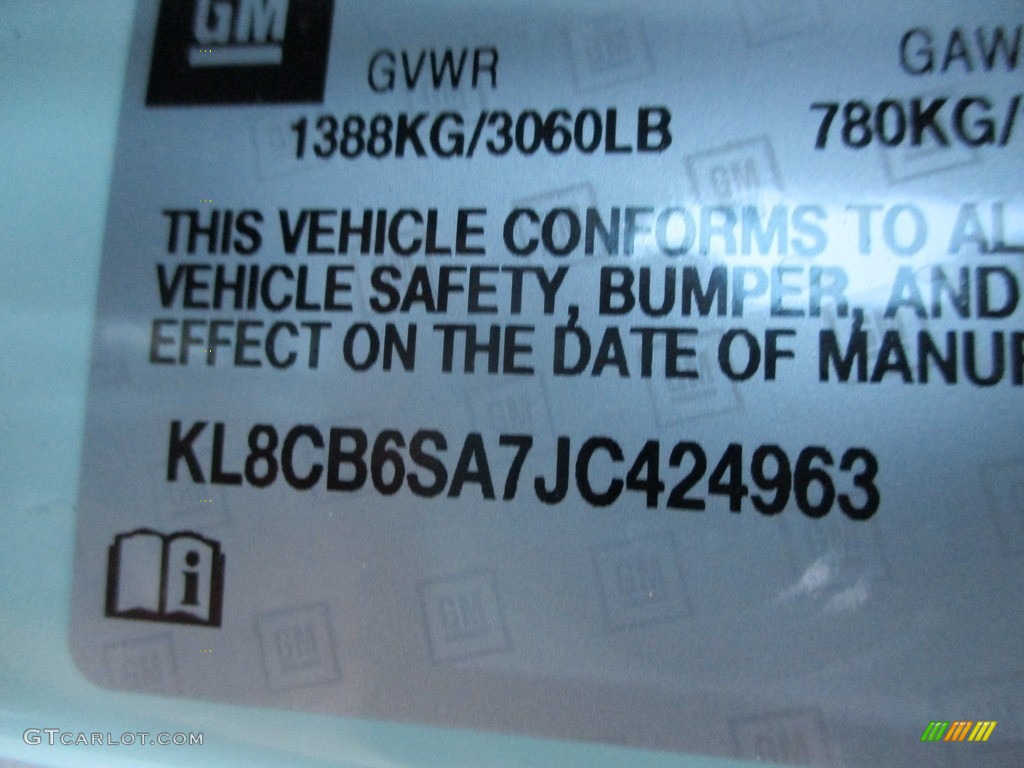 GM
GVWR GAW
1388KG/3060LB 780KG/
THIS VEHICLE CONFORMS TO AL
VEHICLE SAFETY, BUMPER, AND
EFFECT ON THE DATE OF MANUF
KL8CB6SA7JC424963
i
GTCARLOT.COM